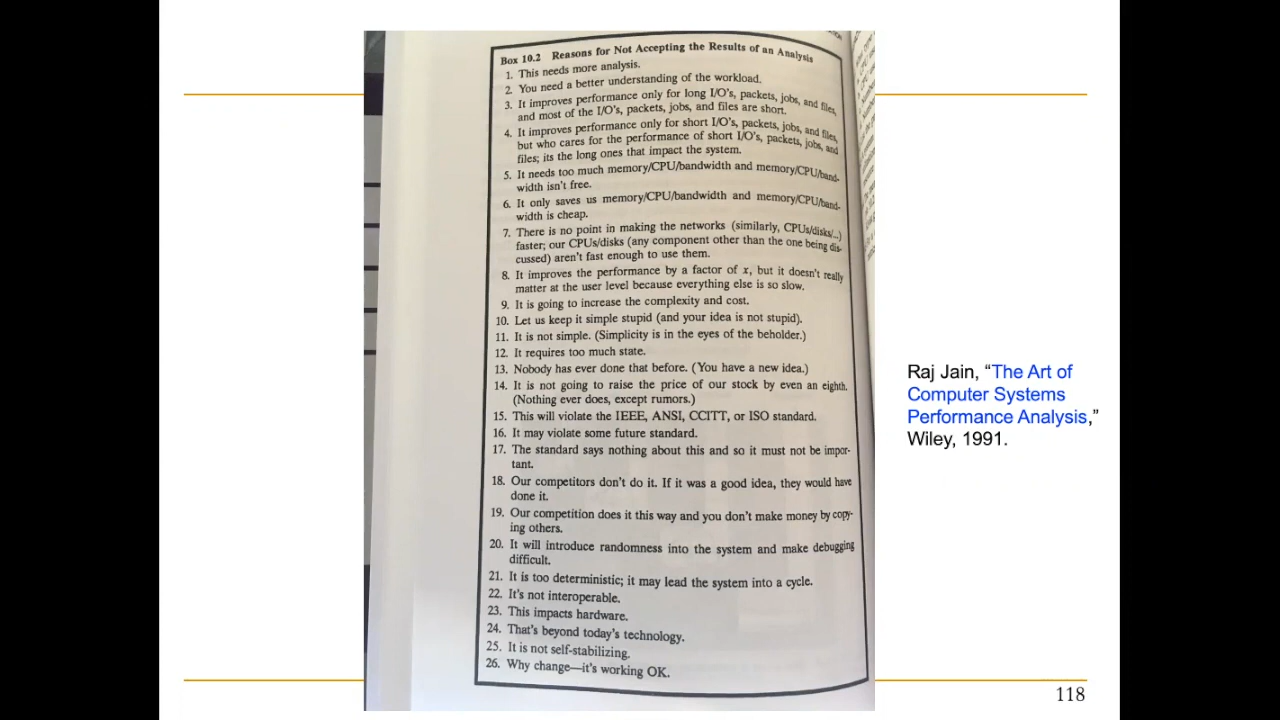 Box 10.2 Reasons for Not Accepting the Results of an Analysis
1. This needs more analysis.
2. You need a better understanding of the workload.
3. It improves performance only for long I/O's, packets, jobs, and files,
and most of the I/O's, packets, jobs, and files are short.
4. It improves performance only for short I/O's, packets, jobs, and files,
but who cares for the performance of short I/O's, packets, jobs, and
files; its the long ones that impact the system.
5. It needs too much memory/CPU/bandwidth and memory/CPU/band-
width isn't free.
6. It only saves us memory/CPU/bandwidth and memory/CPU/band-
width is cheap.
7. There is no point in making the networks (similarly, CPUs/disks/...)
faster; our CPUs/disks (any component other than the one being dis-
cussed) aren't fast enough to use them.
8. It improves the performance by a factor of x, but it doesn't really
matter at the user level because everything else is so slow.
9. It is going to increase the complexity and cost.
10. Let us keep it simple stupid (and your idea is not stupid).
11. It is not simple. (Simplicity is in the eyes of the beholder.)
12. It requires too much state.
13. Nobody has ever done that before. (You have a new idea.)
14. It is not going to raise the price of our stock by even an eighth.
(Nothing ever does, except rumors.)
15. This will violate the IEEE, ANSI, CCITT, or ISO standard.
16. It may violate some future standard.
17. The standard says nothing about this and so it must not be impor-
tant.
18. Our competitors don't do it. If it was a good idea, they would have
done it.
19. Our competition does it this way and you don't make money by copy-
ing others.
20. It will introduce randomness into the system and make debugging
difficult.
21. It is too deterministic; it may lead the system into a cycle.
22. It's not interoperable.
23. This impacts hardware.
24. That's beyond today's technology.
25. It is not self-stabilizing.
26. Why change—it's working OK.
Raj Jain, “The Art of
Computer Systems
Performance Analysis,”
Wiley, 1991.
118